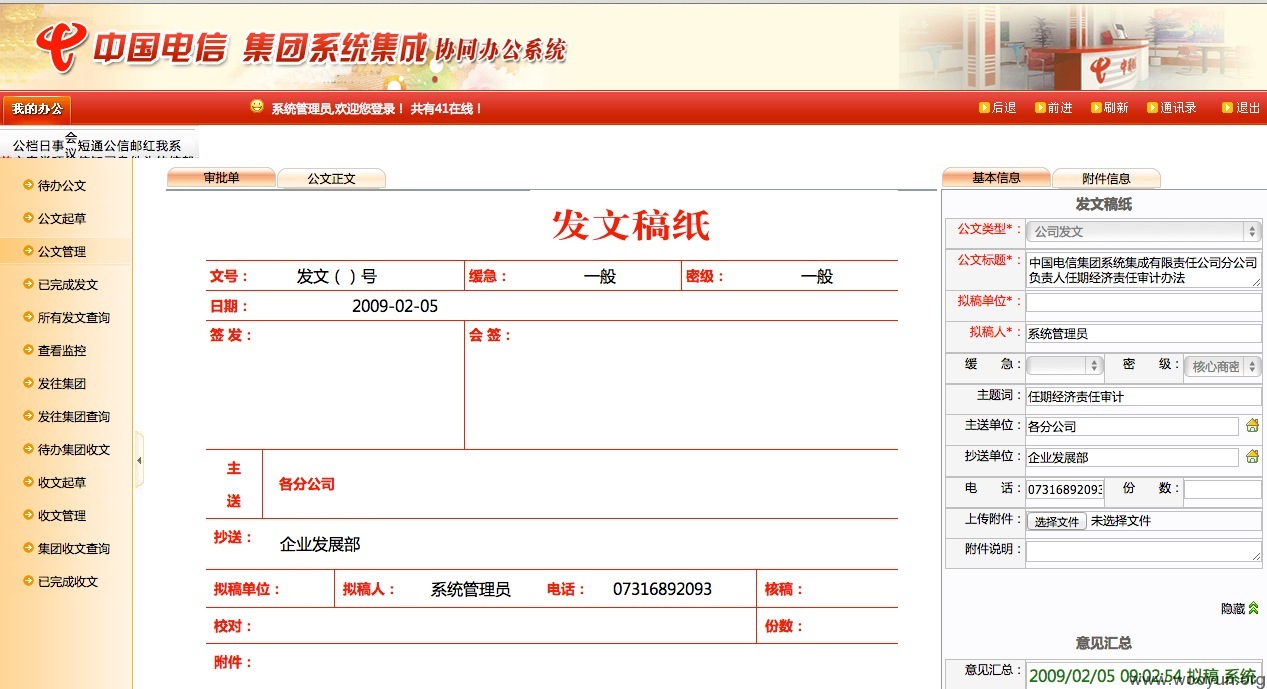 中国电信 集团系统集成 协同办公系统
中国电信
我的办公 系统管理员,欢迎您登录！ 共有41在线！ 后退 前进 刷新 通讯录 退出
公档日事会议短通公信邮红我系
待办公文
公文起草
公文管理
已完成发文
所有发文查询
查看监控
发往集团
发往集团查询
待办集团收文
收文起草
收文管理
集团收文查询
已完成收文
审批单 公文正文
发文稿纸
文号： 发文 ( ) 号 缓急： 一般 密级： 一般
日期： 2009-02-05
签 发： 会 签：
主送 各分公司
抄送： 企业发展部
拟稿单位： 拟稿人： 系统管理员 电话： 07316892093 核稿：
校对： 份数：
附件：
基本信息 附件信息
发文稿纸
公文类型*： 公司发文
公文标题*： 中国电信集团系统集成有限责任公司分公司
负责人任期经济责任审计办法
拟稿单位*：
拟稿人*： 系统管理员
缓 急： 密 级： 核心商密
主题词： 任期经济责任审计
主送单位： 各分公司
抄送单位： 企业发展部
电 话： 07316892093 份 数：
上传附件： 选择文件 未选择文件
附件说明：
隐藏
意见汇总
意见汇总： 2009/02/05 09:02:54 拟稿 系统
www.wooyun.org